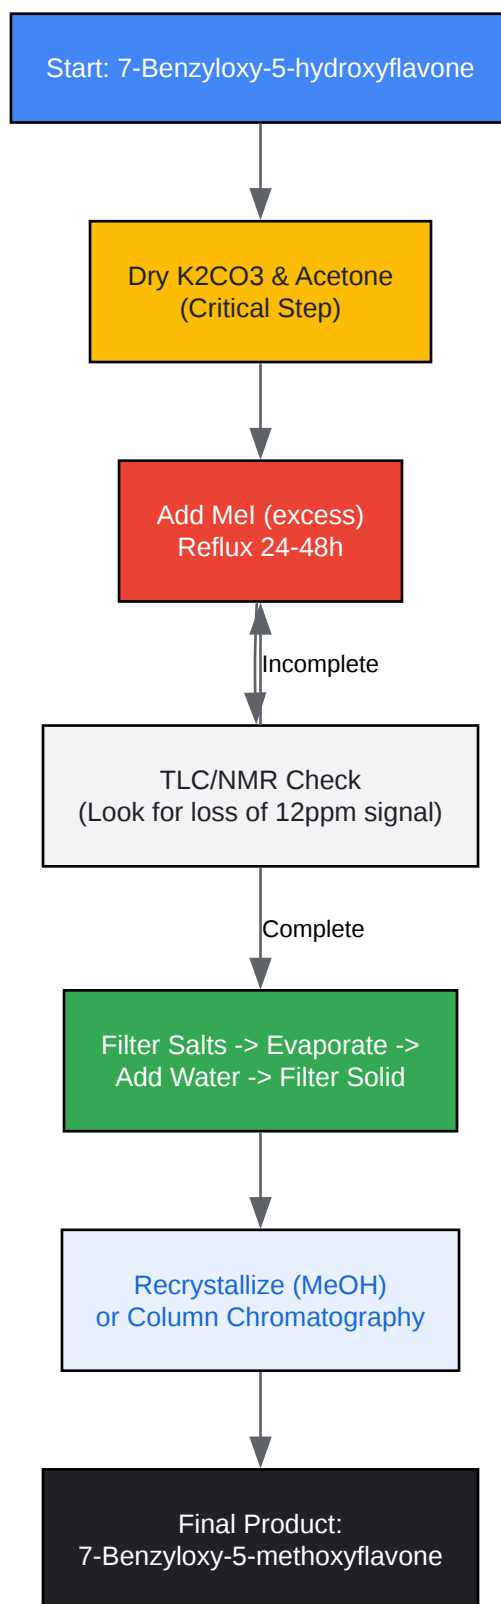 Start: 7-Benzyloxy-5-hydroxyflavone
Dry K2CO3 & Acetone
(Critical Step)
Add MeI (excess)
Reflux 24-48h
Incomplete
TLC/NMR Check
(Look for loss of 12ppm signal)
Complete
Filter Salts -> Evaporate ->
Add Water -> Filter Solid
Recrystallize (MeOH)
or Column Chromatography
Final Product:
7-Benzyloxy-5-methoxyflavone